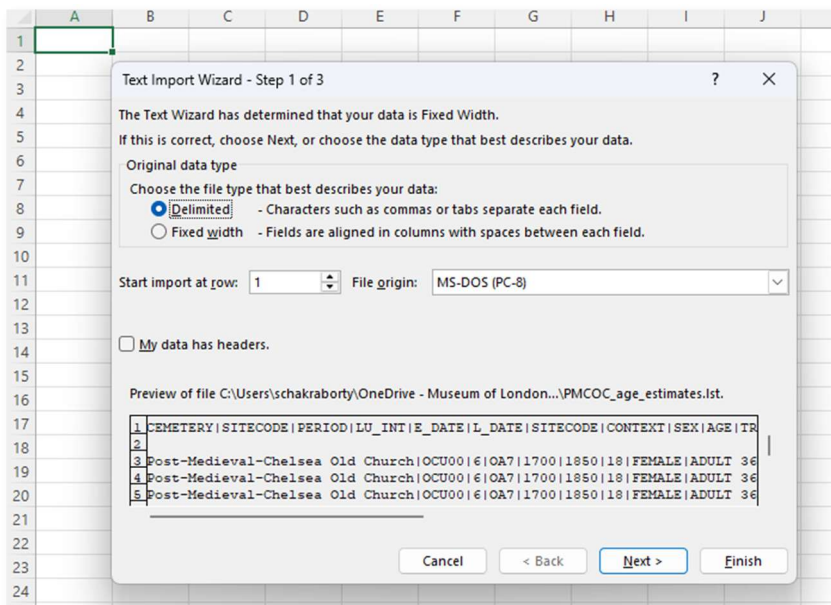 A B C D E F G H I J
1
2
Text Import Wizard - Step 1 of 3 ?
3
4
The Text Wizard has determined that your data is Fixed Width.
5
If this is correct, choose Next, or choose the data type that best describes your data.
6
Original data type
7
Choose the file type that best describes your data:
8
Delimited - Characters such as commas or tabs separate each field.
9
Fixed width - Fields are aligned in columns with spaces between each field.
10
11
Start import at row: 1 File origin: MS-DOS (PC-8)
12
13
14
My data has headers.
15
16
Preview of file C:\Users\schakraborty\OneDrive - Museum of London...\PMCOC_age_estimates.lst.
17
1 CEMETERY|SITECODE|PERIOD|LU_INT|E_DATE|L_DATE|SITECODE|CONTEXT|SEX|AGE|TR
18
2
3 Post-Medieval-Chelsea Old Church|OCU00|6|OA7|1700|1850|18|FEMALE|ADULT 36
19
4 Post-Medieval-Chelsea Old Church|OCU00|6|OA7|1700|1850|18|FEMALE|ADULT 36
20
5 Post-Medieval-Chelsea Old Church|OCU00|6|OA7|1700|1850|18|FEMALE|ADULT 36
21
22
23
Cancel < Back Next > Finish
24